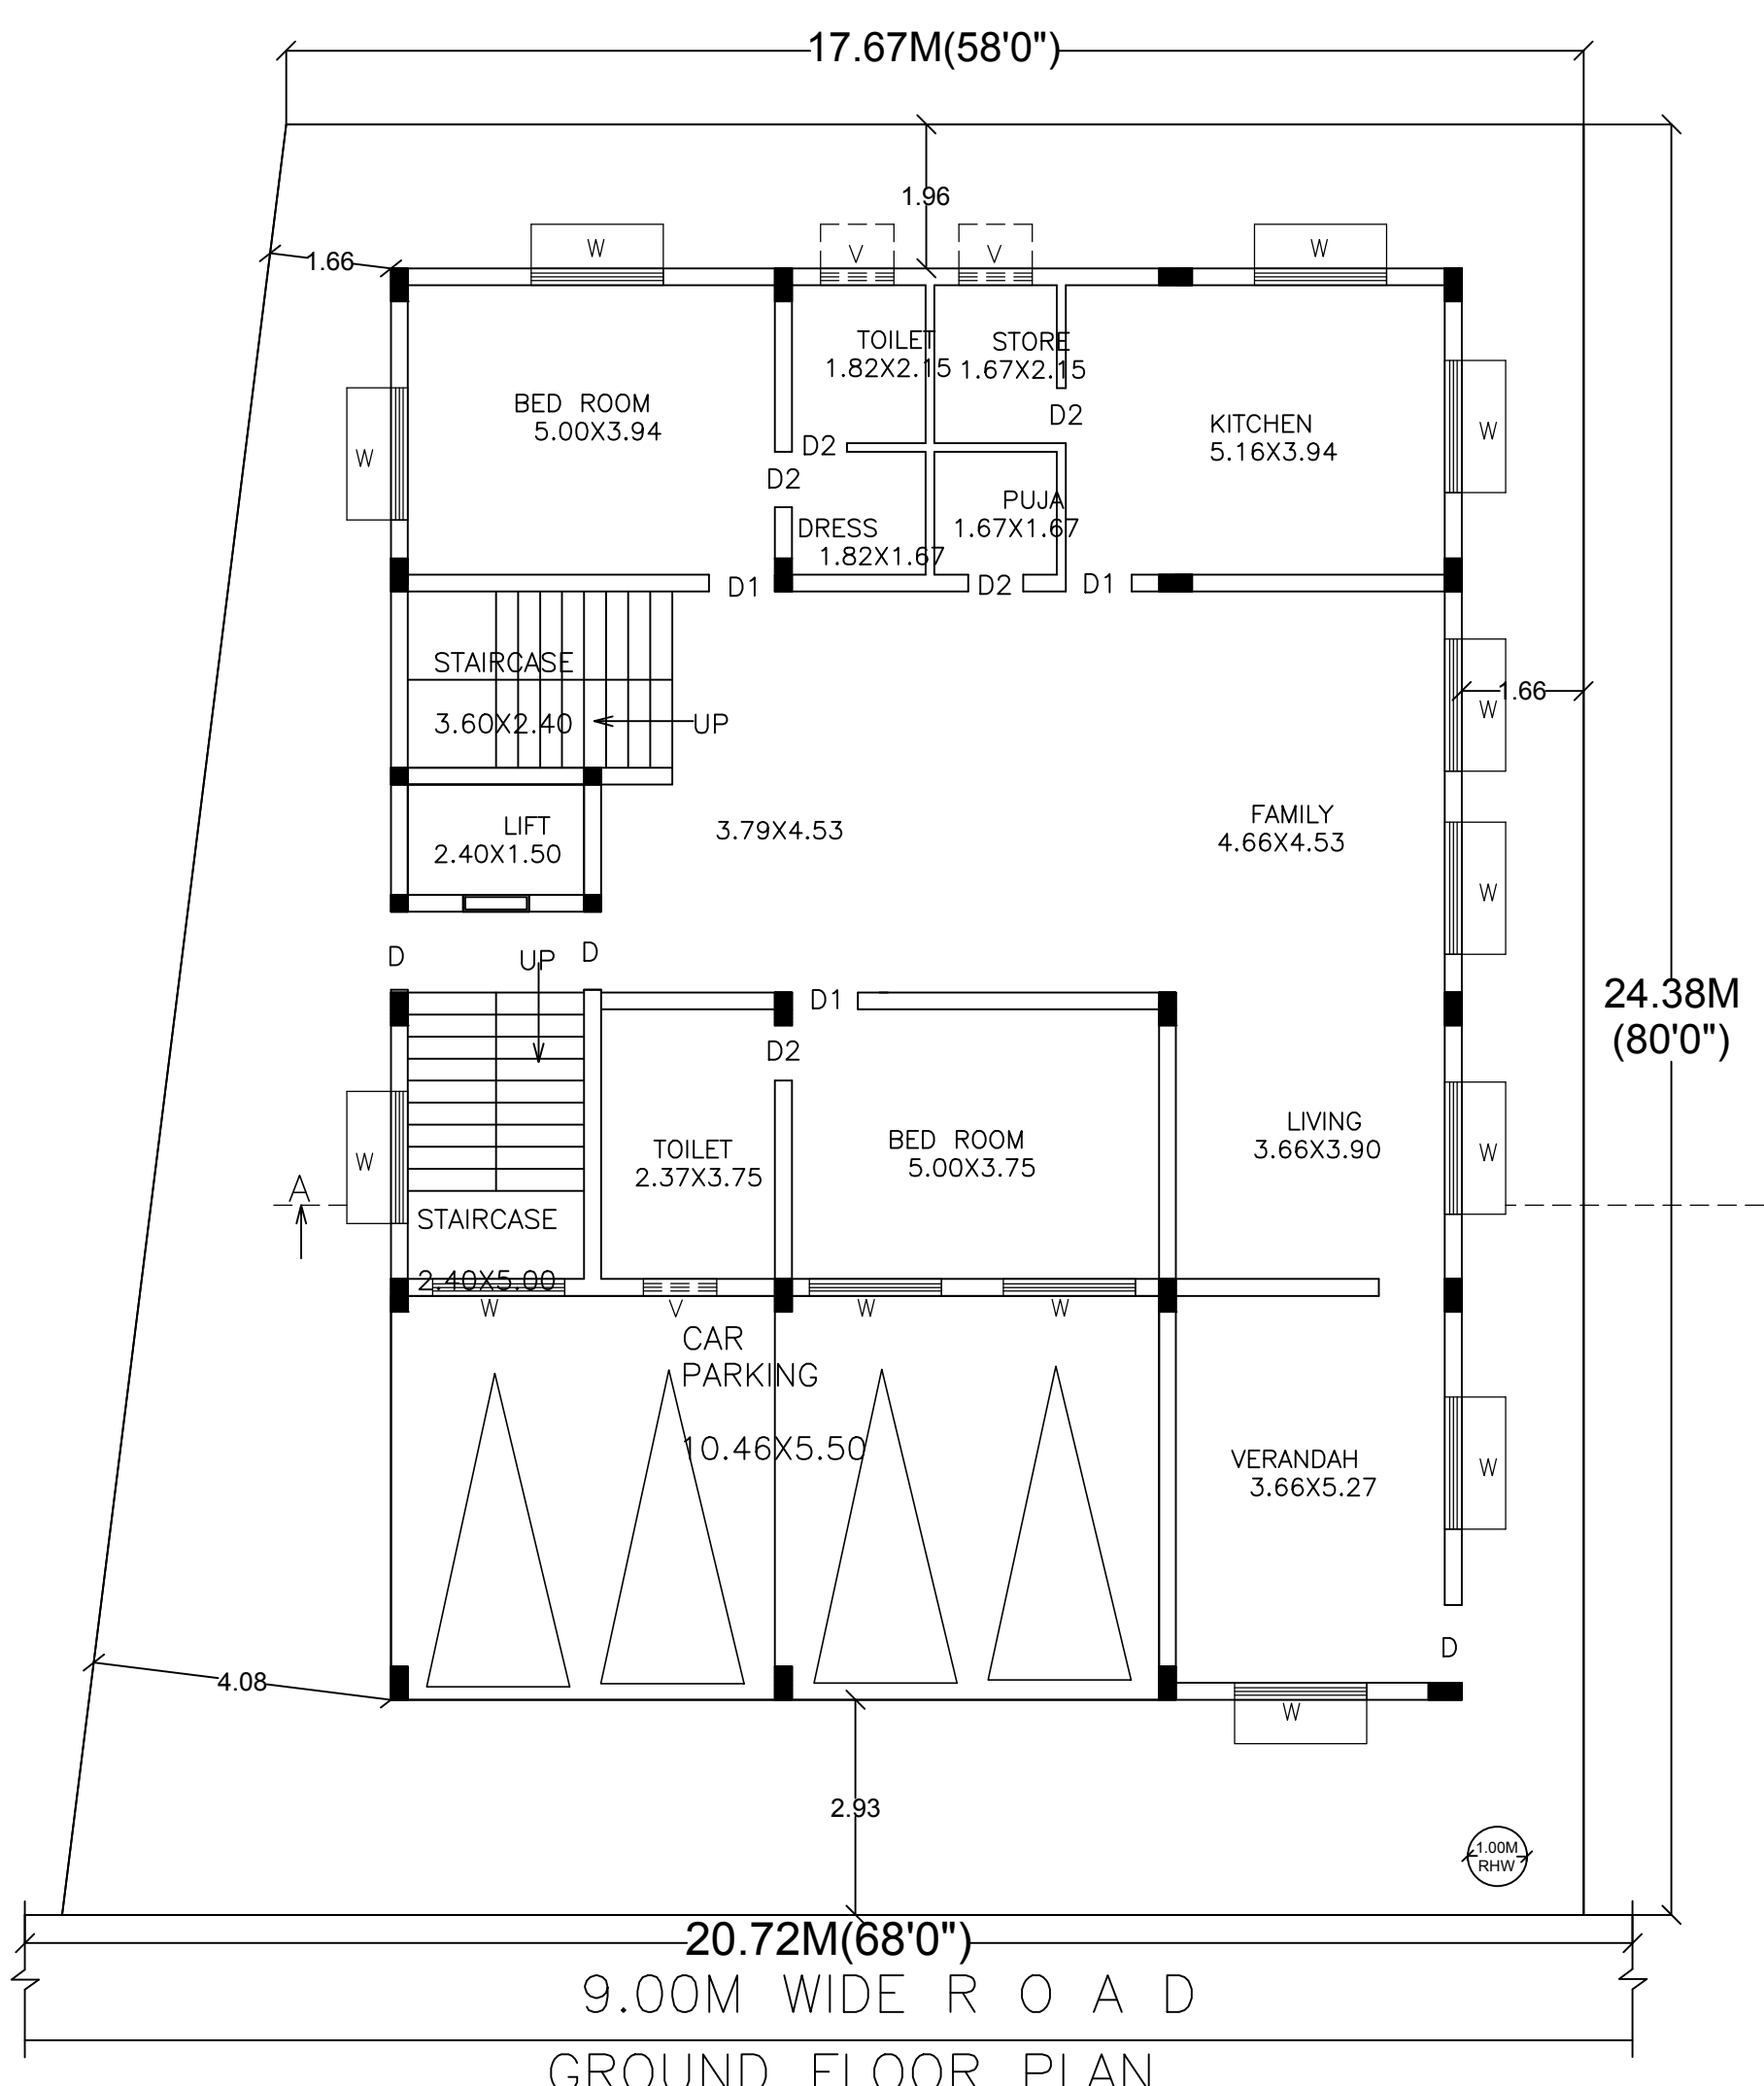 17.67M(58'0")
1.96
1.66
W
V
V
W
TOILET
1.82X2.15
STORE
1.67X2.15
BED ROOM
5.00X3.94
W
D2
KITCHEN
5.16X3.94
W
D2
D2
PUJA
1.67X1.67
DRESS
1.82X1.67
D1
D2
D1
STAIRCASE
3.60X2.40
UP
1.66
W
LIFT
2.40X1.50
3.79X4.53
FAMILY
4.66X4.53
W
D
UP
D
D1
24.38M
(80'0")
D2
TOILET
2.37X3.75
BED ROOM
5.00X3.75
LIVING
3.66X3.90
W
W
A
STAIRCASE
2.40X5.00
W
V
W
W
CAR
PARKING
10.46X5.50
VERANDAH
3.66X5.27
W
D
4.08
W
2.93
1.00M
RHW
20.72M(68'0")
9.00M WIDE R O A D
GROUND FLOOR PLAN